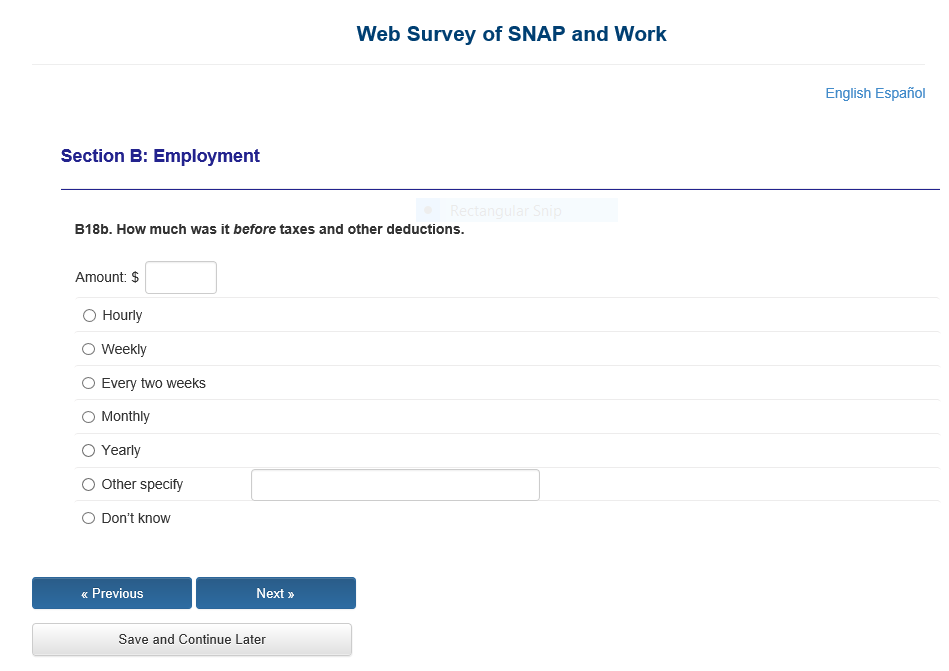 Web Survey of SNAP and Work
English Español
Section B: Employment
Rectangular Snip
B18b. How much was it before taxes and other deductions.
Amount: $
Hourly
Weekly
Every two weeks
Monthly
Yearly
Other specify
Don't know
« Previous
Next »
Save and Continue Later